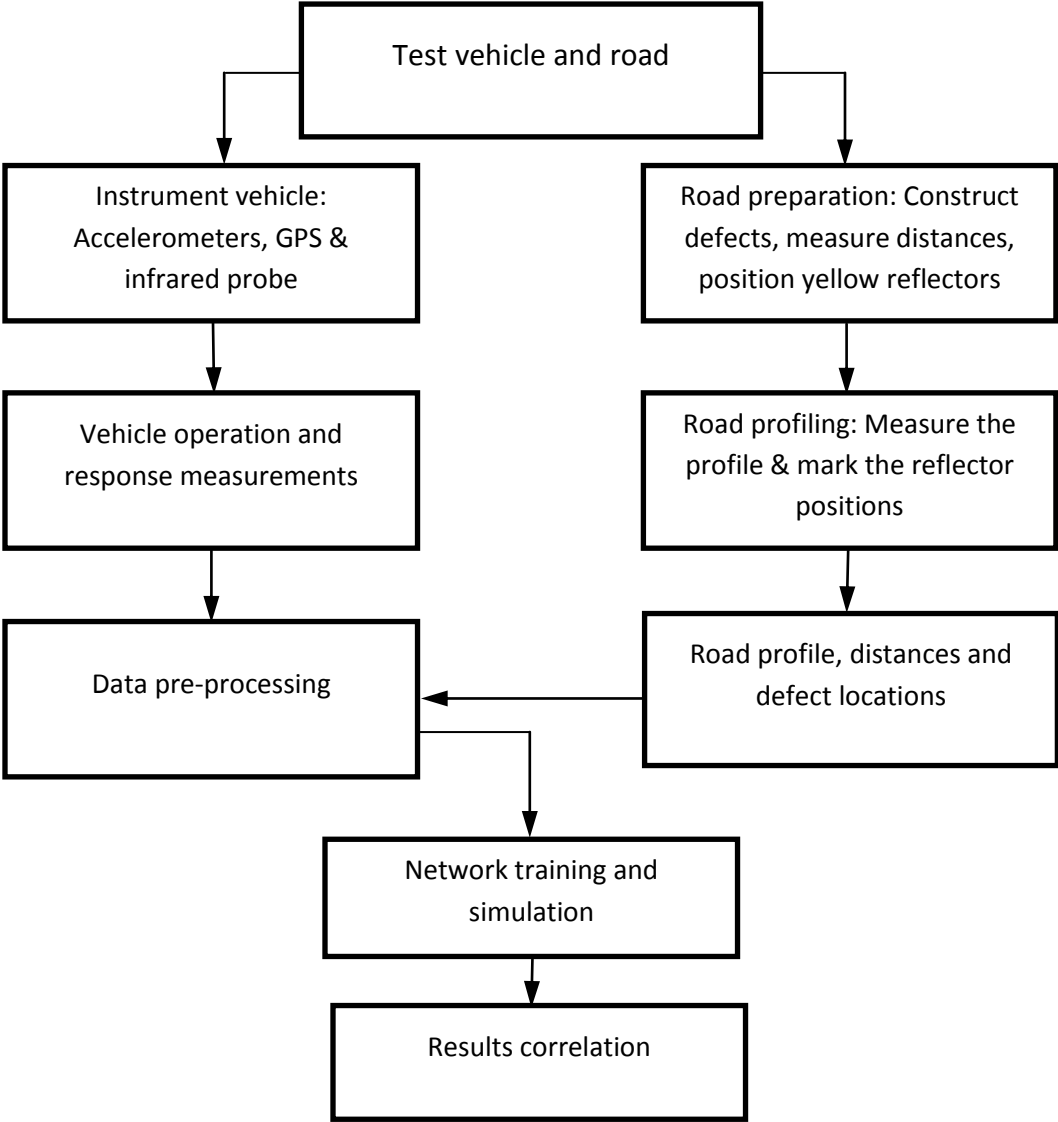 Test vehicle and road
Instrument vehicle:
Accelerometers, GPS &
infrared probe
Road preparation: Construct
defects, measure distances,
position yellow reflectors
Vehicle operation and
response measurements
Road profiling: Measure the
profile & mark the reflector
positions
Data pre-processing
Road profile, distances and
defect locations
Network training and
simulation
Results correlation